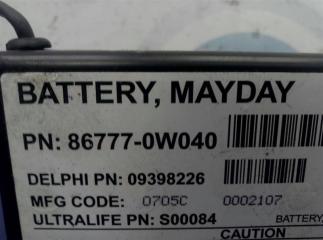 BATTERY, MAYDAY
PN: 86777-0W040
DELPHI PN: 09398226
MFG CODE: 0705C 0002107
ULTRALIFE PN: S00084 BATTERY,
CAUTION